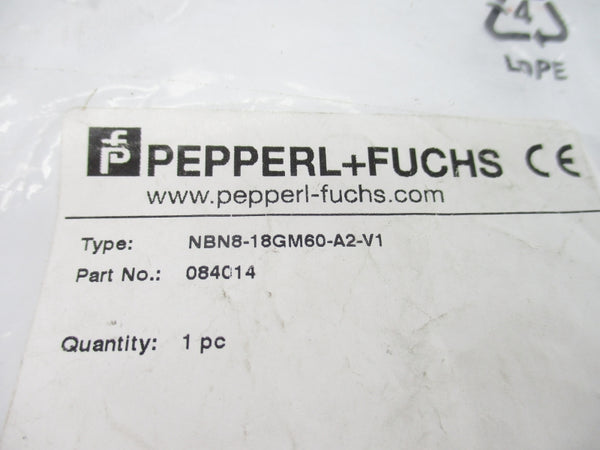 4
LDPE
PEPPERL+FUCHS CE
www.pepperl-fuchs.com
Type: NBN8-18GM60-A2-V1
Part No.: 084014
Quantity: 1 pc